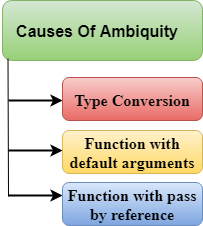 Causes Of Ambiquity
Type Conversion
Function with
default arguments
Function with pass
by reference